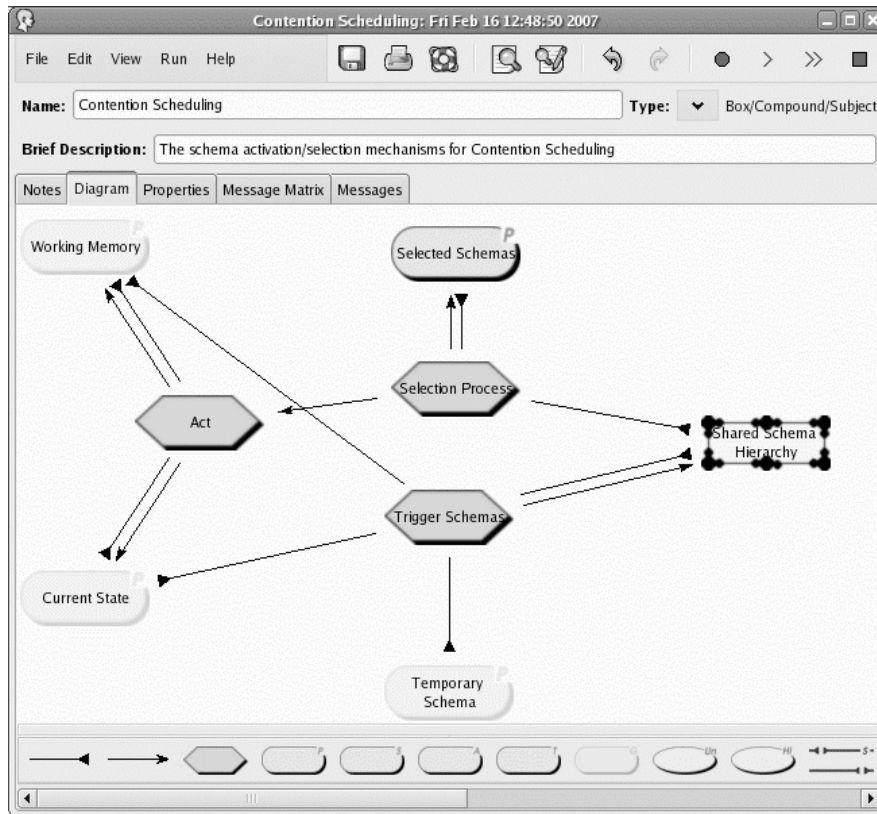 Contention Scheduling: Fri Feb 16 12:48:50 2007
File Edit View Run Help
Name: Contention Scheduling Type: Box/Compound/Subject
Brief Description: The schema activation/selection mechanisms for Contention Scheduling
Notes Diagram Properties Message Matrix Messages
P
Working Memory
P
Selected Schemas
Selection Process
Act
Shared Schema
Hierarchy
Trigger Schemas
P
Current State
P
Temporary
Schema
P S A T G Un Hi S-